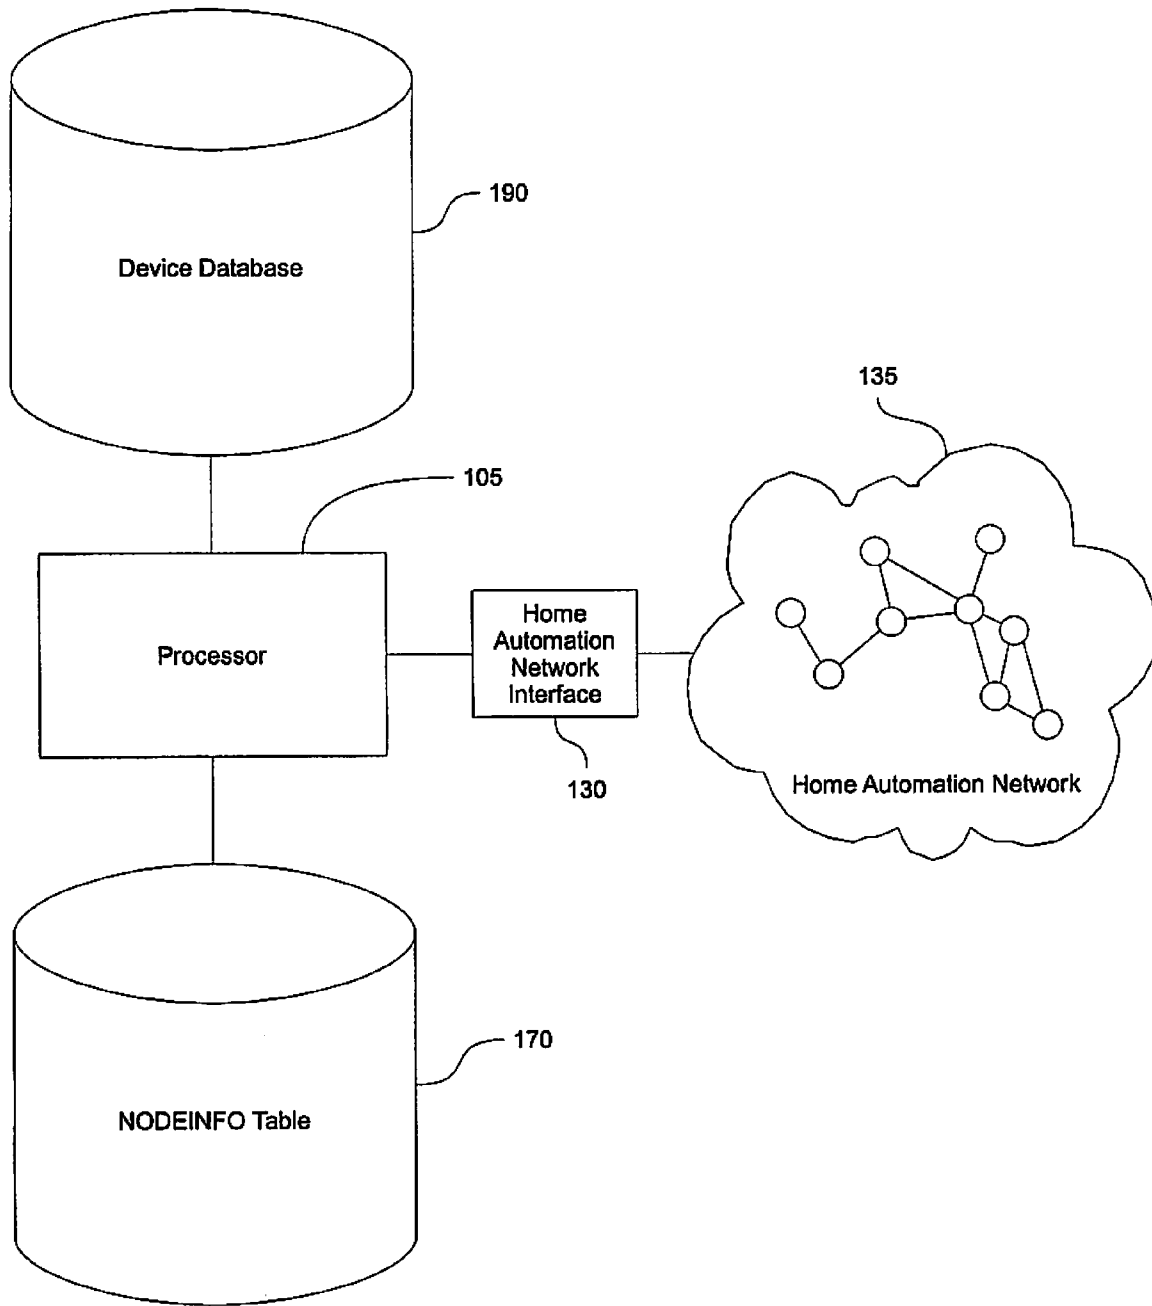 190
Device Database
135
105
Processor
Home
Automation
Network
Interface
130
Home Automation Network
170
NODEINFO Table